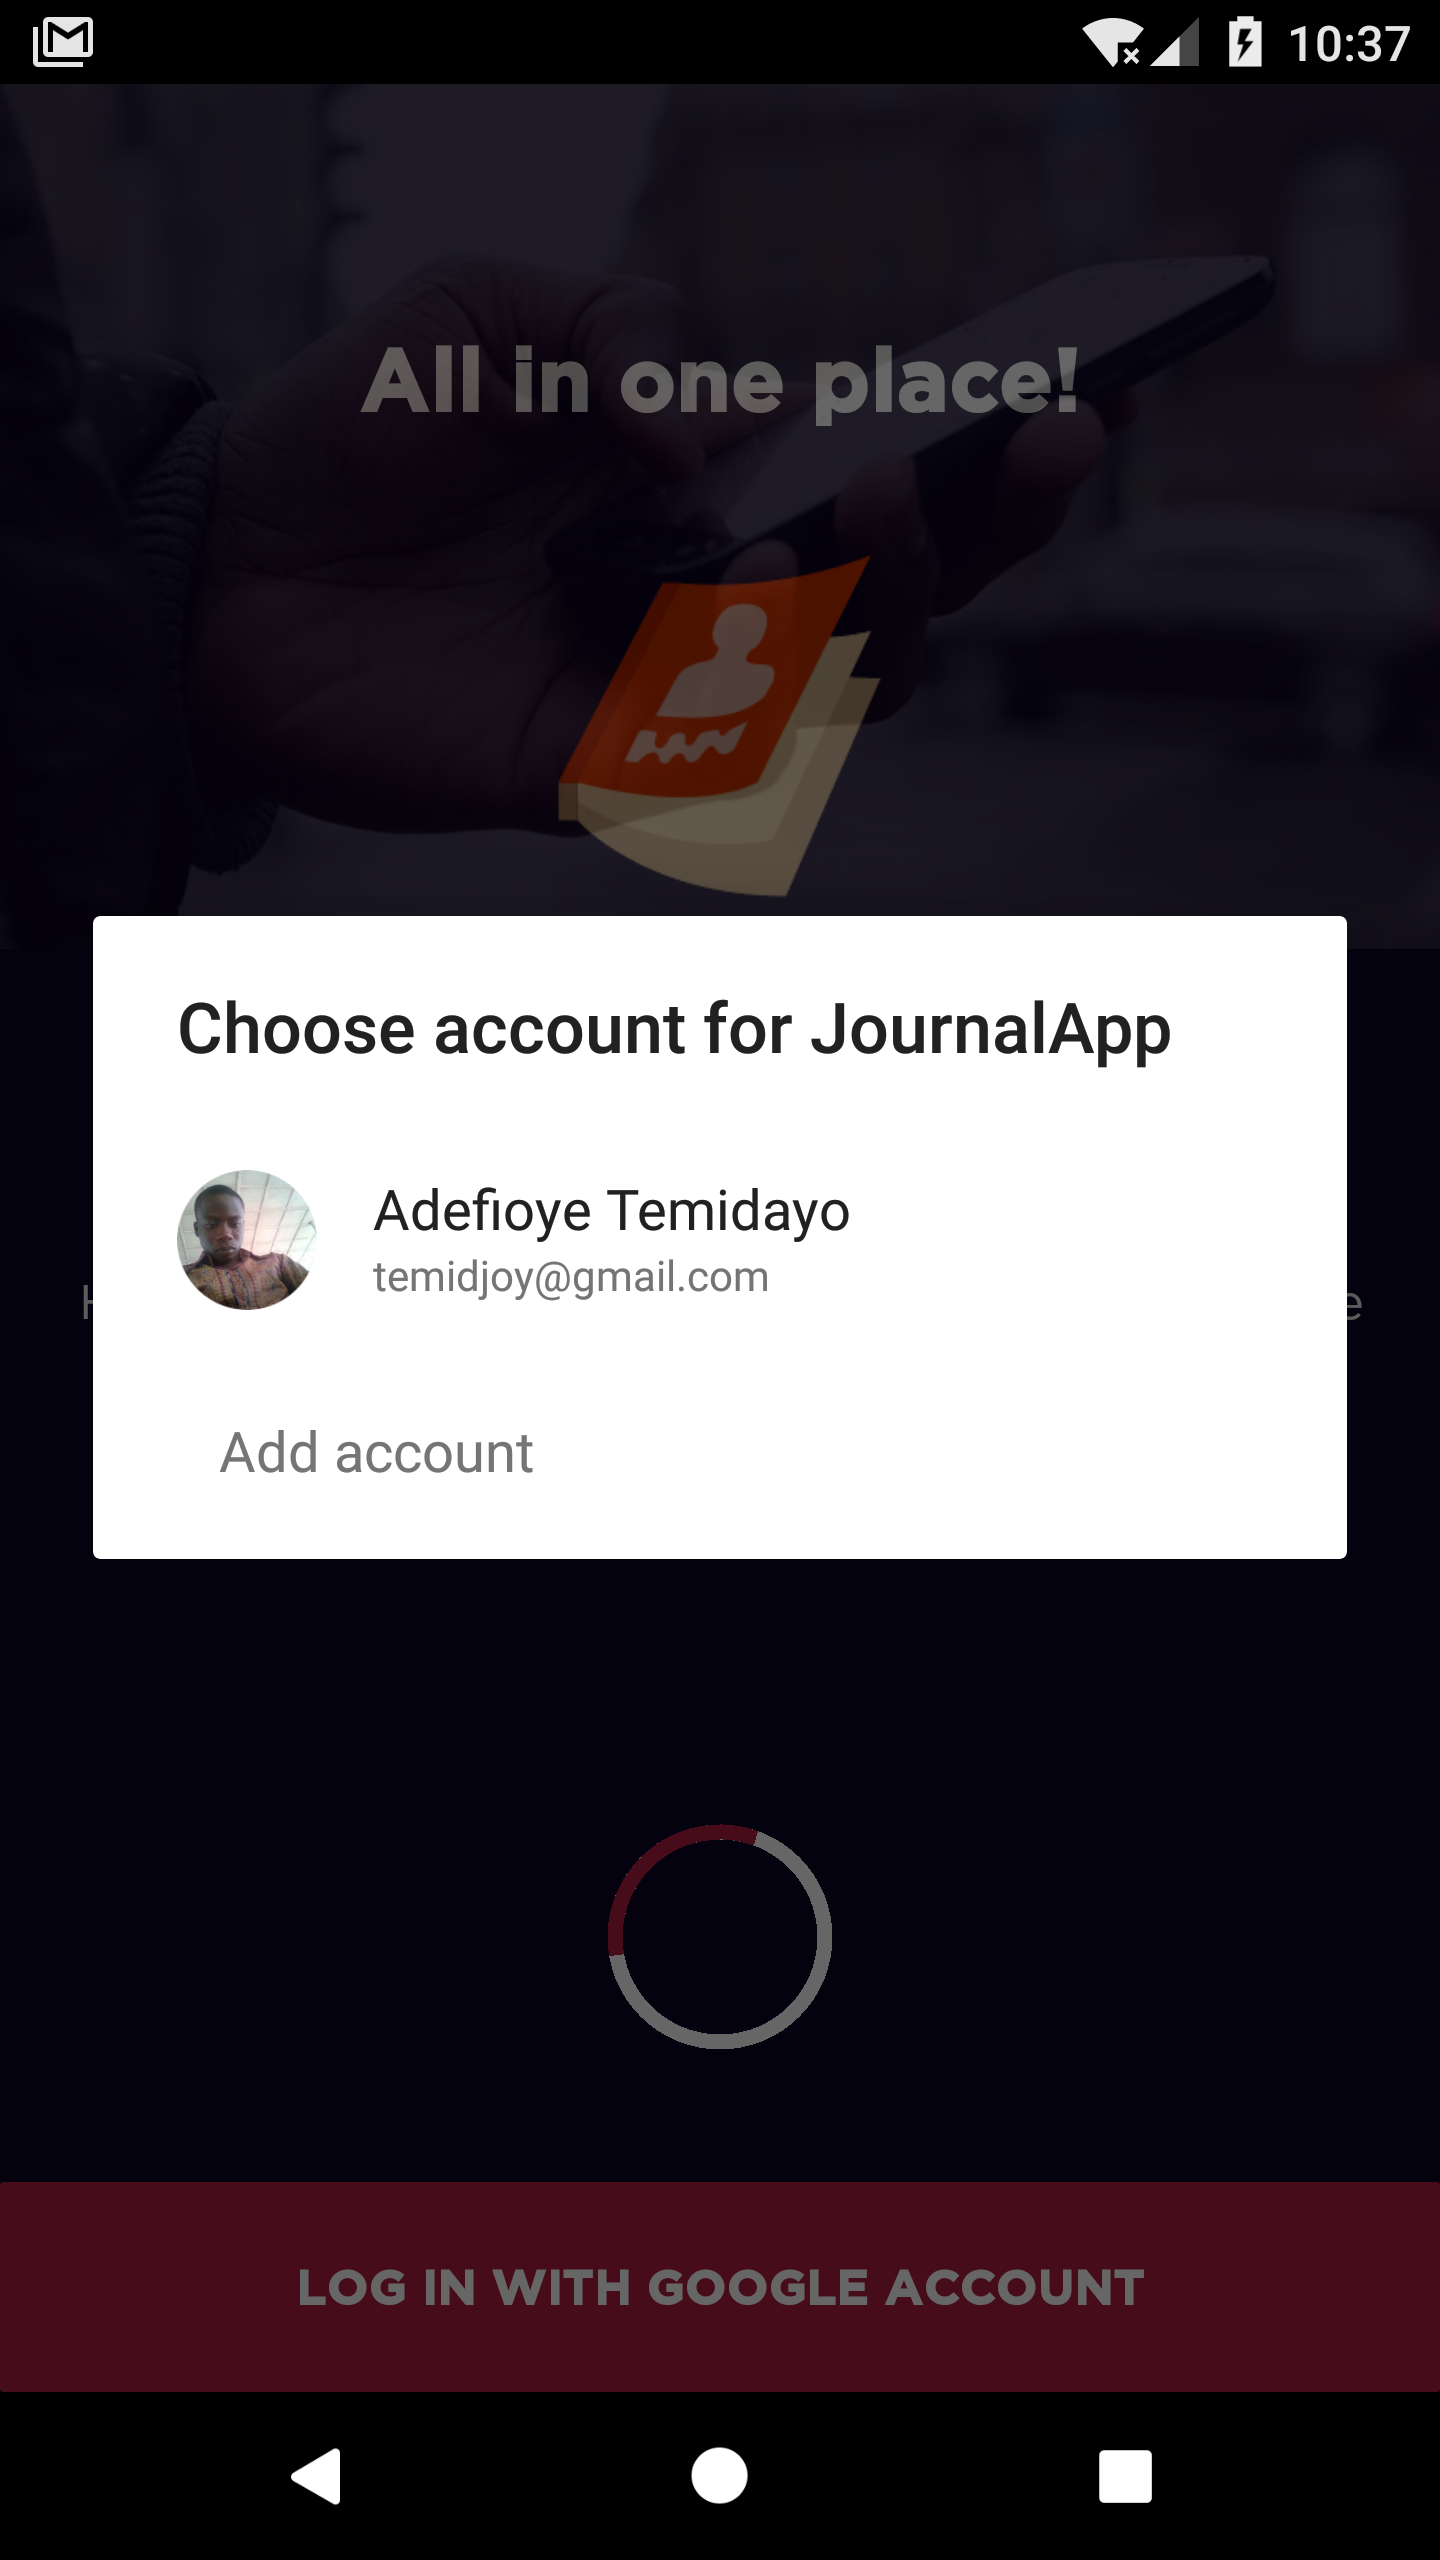 10:37
All in one place!
Choose account for JournalApp
Adefioye Temidayo
temidjoy@gmail.com
Add account
LOG IN WITH GOOGLE ACCOUNT